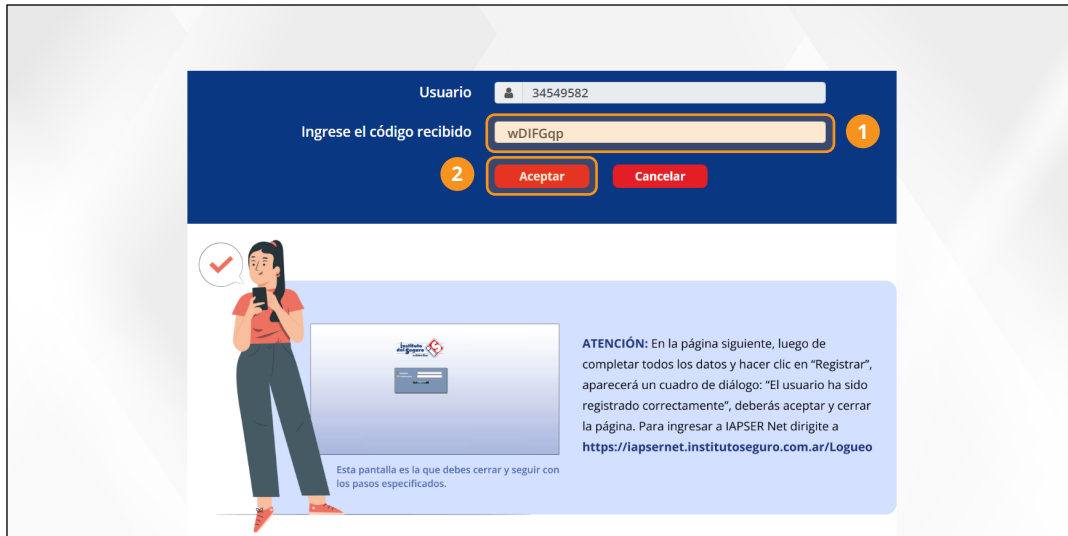 Usuario
34549582
Ingrese el código recibido
wDIFGqp
1
2
Aceptar
Cancelar
instituto
del Seguro
ATENCIÓN: En la página siguiente, luego de
completar todos los datos y hacer clic en “Registrar”,
aparecerá un cuadro de diálogo: “El usuario ha sido
registrado correctamente”, deberás aceptar y cerrar
la página. Para ingresar a IAPSER Net dirigite a
https://iapsernet.institutoseguro.com.ar/Logueo
Esta pantalla es la que debes cerrar y seguir con
los pasos especificados.